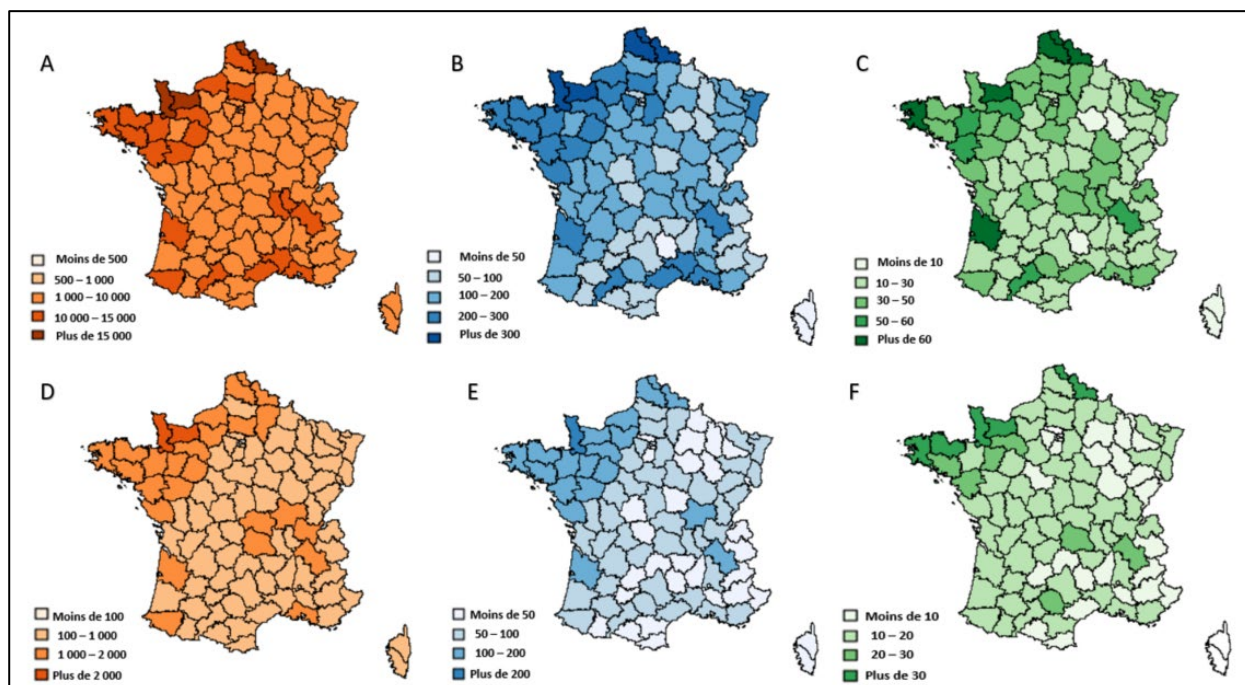 A
Moins de 500
500 – 1 000
1 000 – 10 000
10 000 – 15 000
Plus de 15 000
B
Moins de 50
50 – 100
100 – 200
200 – 300
Plus de 300
C
Moins de 10
10 – 30
30 – 50
50 – 60
Plus de 60
D
Moins de 100
100 – 1 000
1 000 – 2 000
Plus de 2 000
E
Moins de 50
50 – 100
100 – 200
Plus de 200
F
Moins de 10
10 – 20
20 – 30
Plus de 30